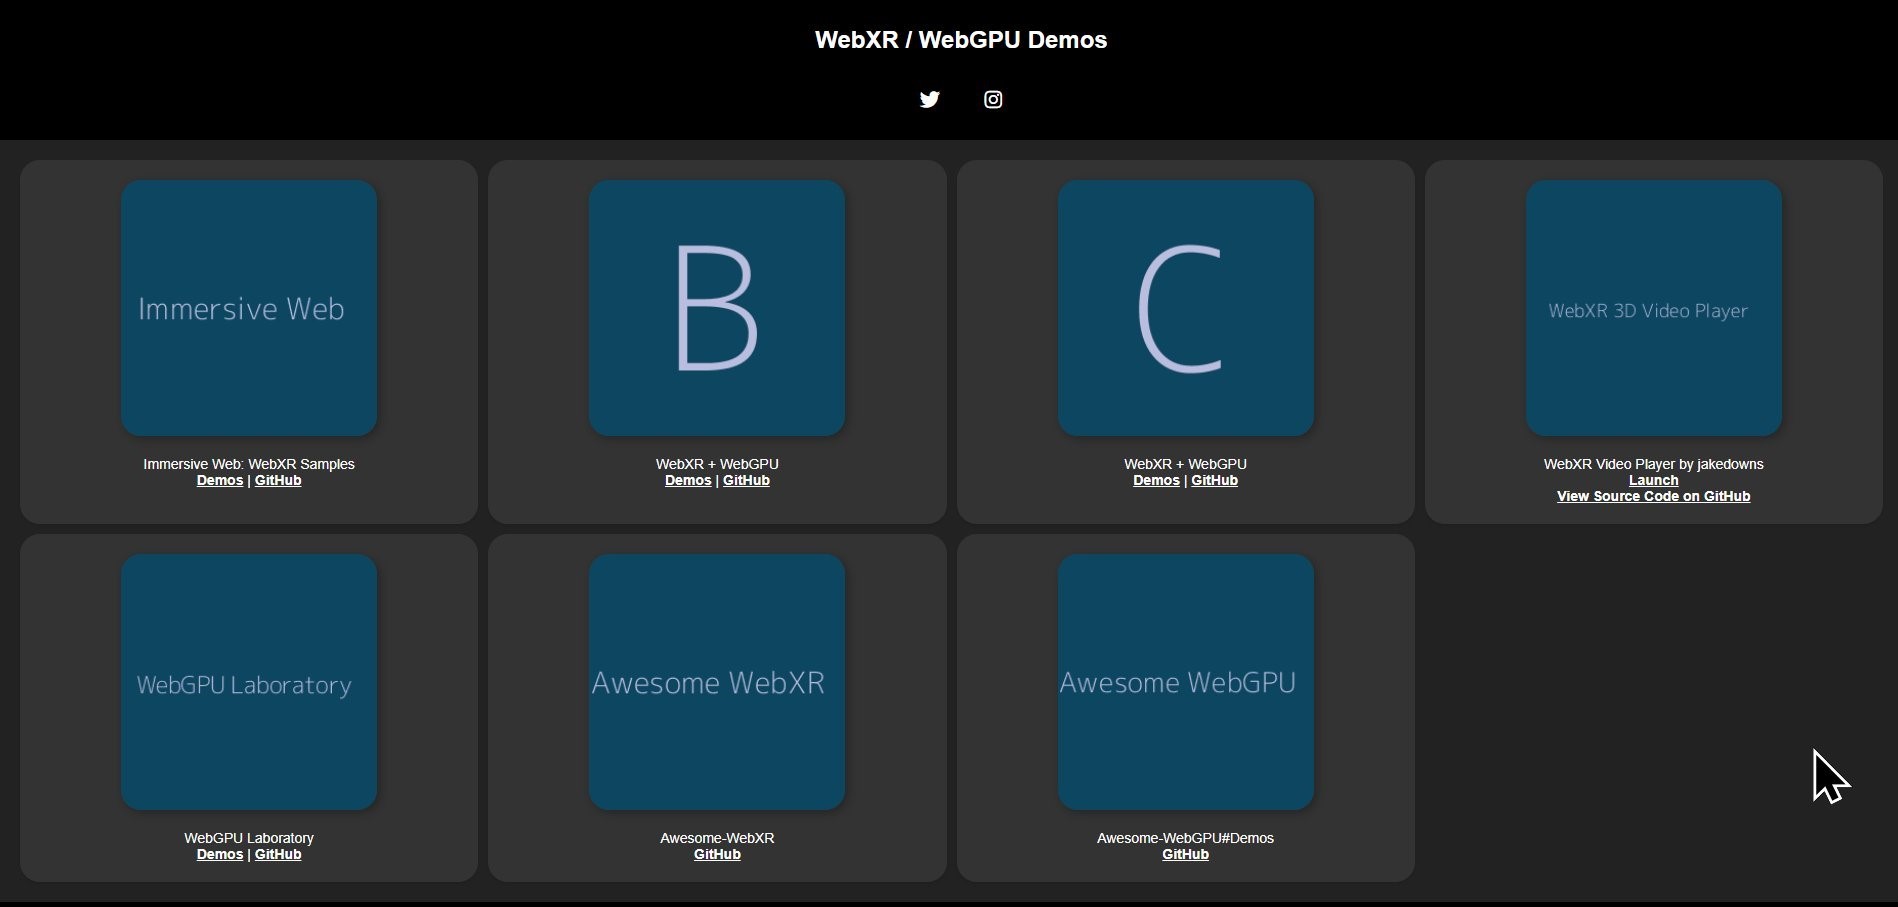 WebXR / WebGPU Demos
Immersive Web
Immersive Web: WebXR Samples
Demos | GitHub
B
WebXR + WebGPU
Demos | GitHub
C
WebXR + WebGPU
Demos | GitHub
WebXR 3D Video Player
WebXR Video Player by jakedowns
Launch
View Source Code on GitHub
WebGPU Laboratory
WebGPU Laboratory
Demos | GitHub
Awesome WebXR
Awesome-WebXR
GitHub
Awesome WebGPU
Awesome-WebGPU#Demos
GitHub